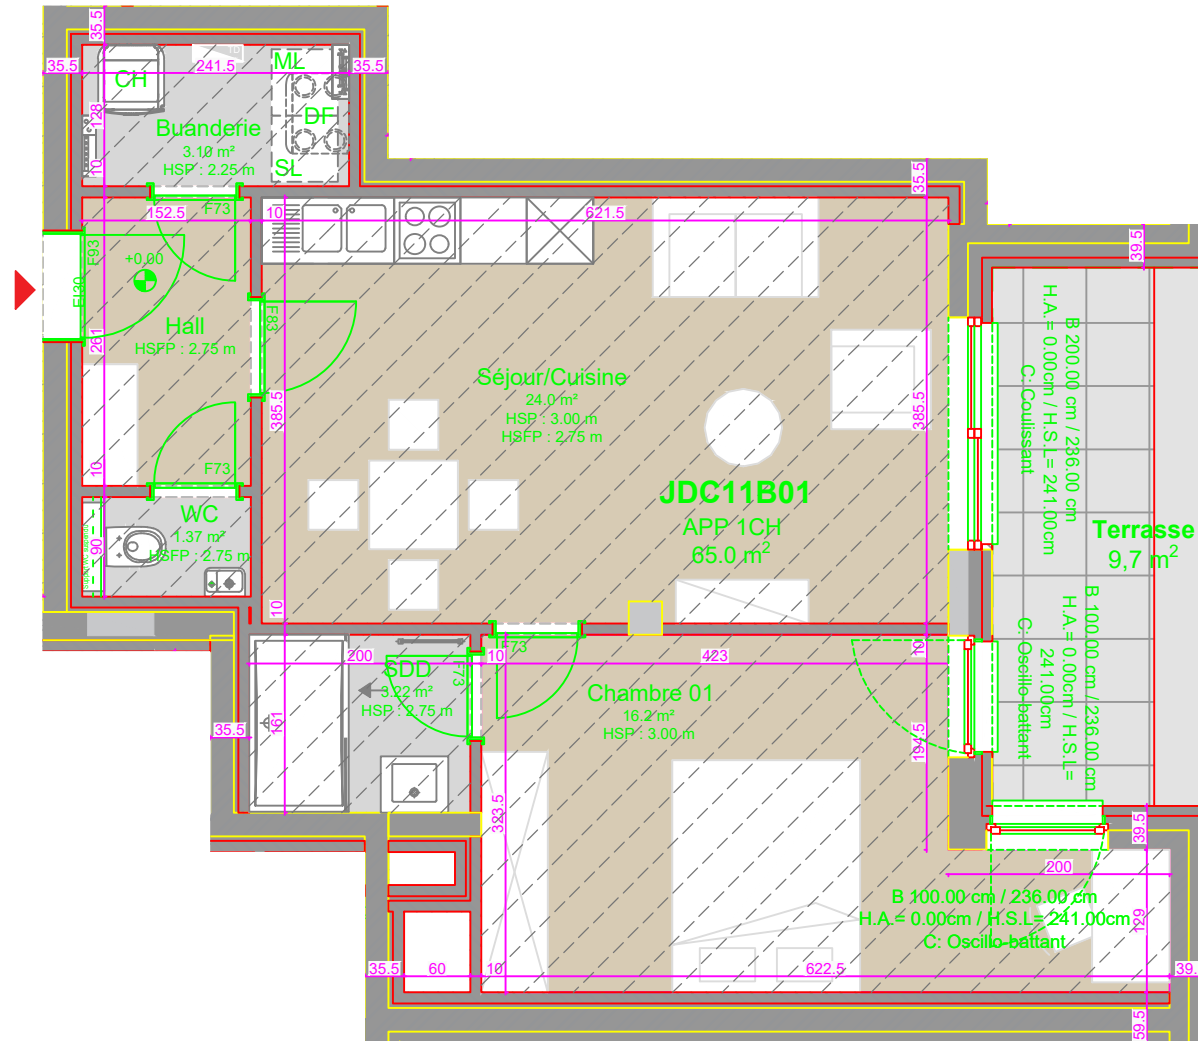 35.5
35.5
241.5
35.5
CH
ML
128
DF
Buanderie
3.10 m²
HSP : 2.25 m
SL
10
35.5
F73
152.5
10
621.5
F93
EI30
+0.00
F83
Hall
HSFP : 2.75 m
261
39.5
B 200.00 cm / 236.00 cm
H.A.= 0.00cm / H.S.L= 241.00cm
C: Coulissant
Séjour/Cuisine
24.0 m²
HSP : 3.00 m
HSFP : 2.75 m
385.5
385.5
F73
10
JDC11B01
APP 1CH
65.0 m²
WC
1.37 m²
HSFP : 2.75 m
90
Terrasse
9,7 m²
10
F73
10
200
10
423
SDD
3.22 m²
HSP : 2.75 m
F73
161
35.5
Chambre 01
16.2 m²
HSP : 3.00 m
194.5
B 100.00 cm / 236.00 cm
H.A.= 0.00cm / H.S.L=
241.00cm
C: Oscillo-battant
323.5
39.5
200
B 100.00 cm / 236.00 cm
H.A.= 0.00cm / H.S.L= 241.00cm
C: Oscillo-battant
129
35.5
60
10
622.5
39.
59.5